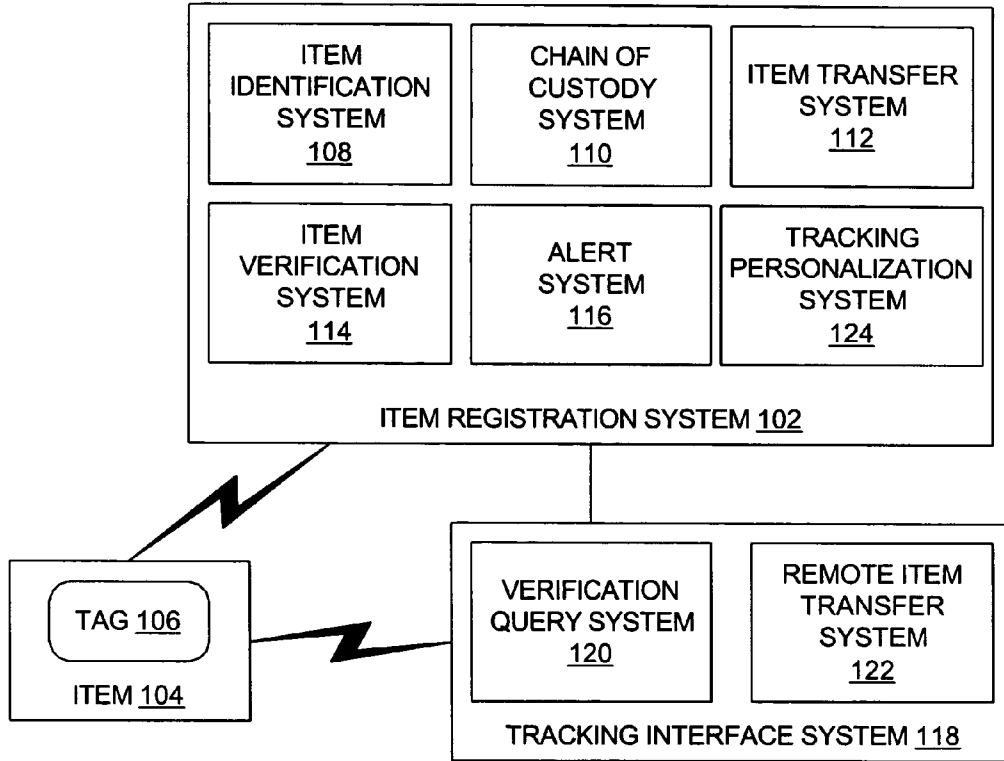 ITEM
IDENTIFICATION
SYSTEM
108
CHAIN OF
CUSTODY
SYSTEM
110
ITEM TRANSFER
SYSTEM
112
ITEM
VERIFICATION
SYSTEM
114
ALERT
SYSTEM
116
TRACKING
PERSONALIZATION
SYSTEM
124
ITEM REGISTRATION SYSTEM 102
TAG 106
ITEM 104
VERIFICATION
QUERY SYSTEM
120
REMOTE ITEM
TRANSFER
SYSTEM
122
TRACKING INTERFACE SYSTEM 118